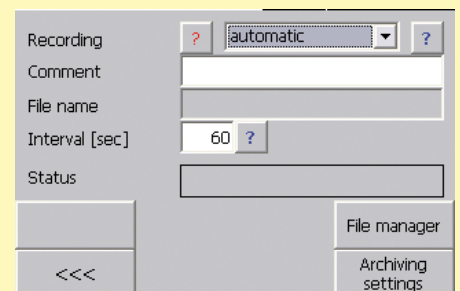 Recording ? automatic ?
Comment
File name
Interval [sec] 60 ?
Status
File manager
<<< Archiving
settings